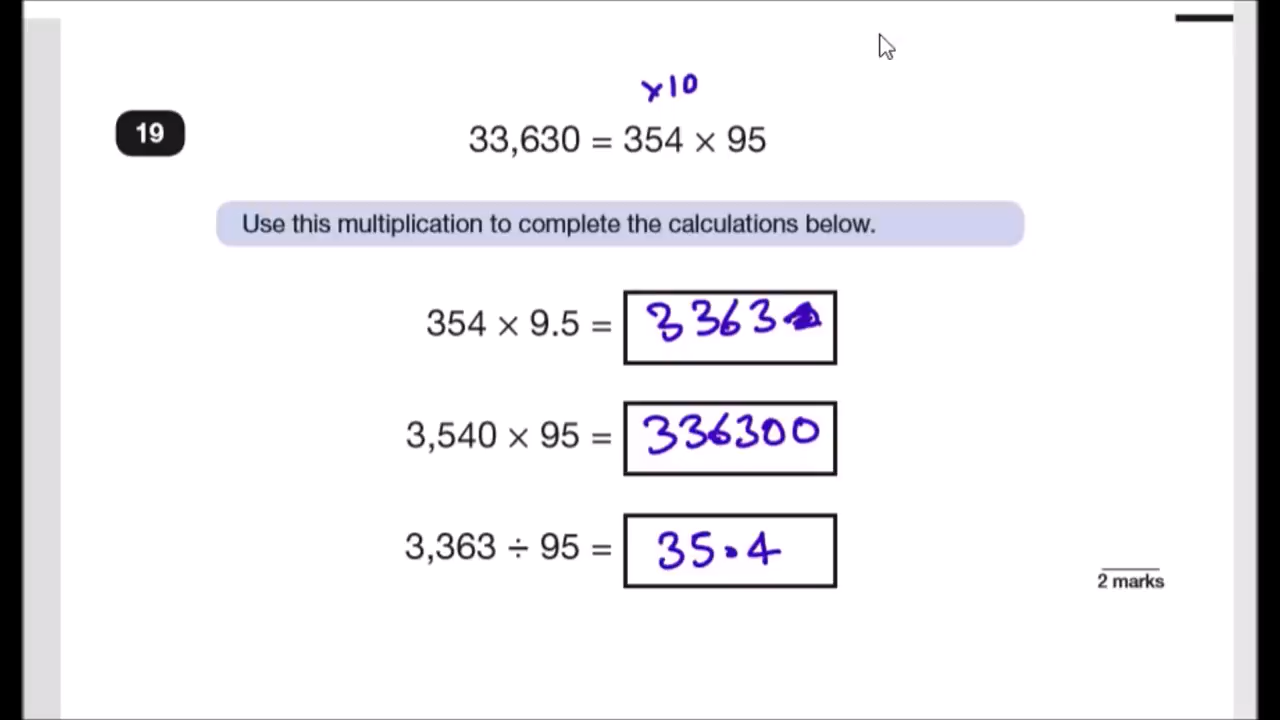 ×10
19
33,630 = 354 × 95
Use this multiplication to complete the calculations below.
354 × 9.5 = 3363
3,540 × 95 = 336300
3,363 ÷ 95 = 35.4
2 marks